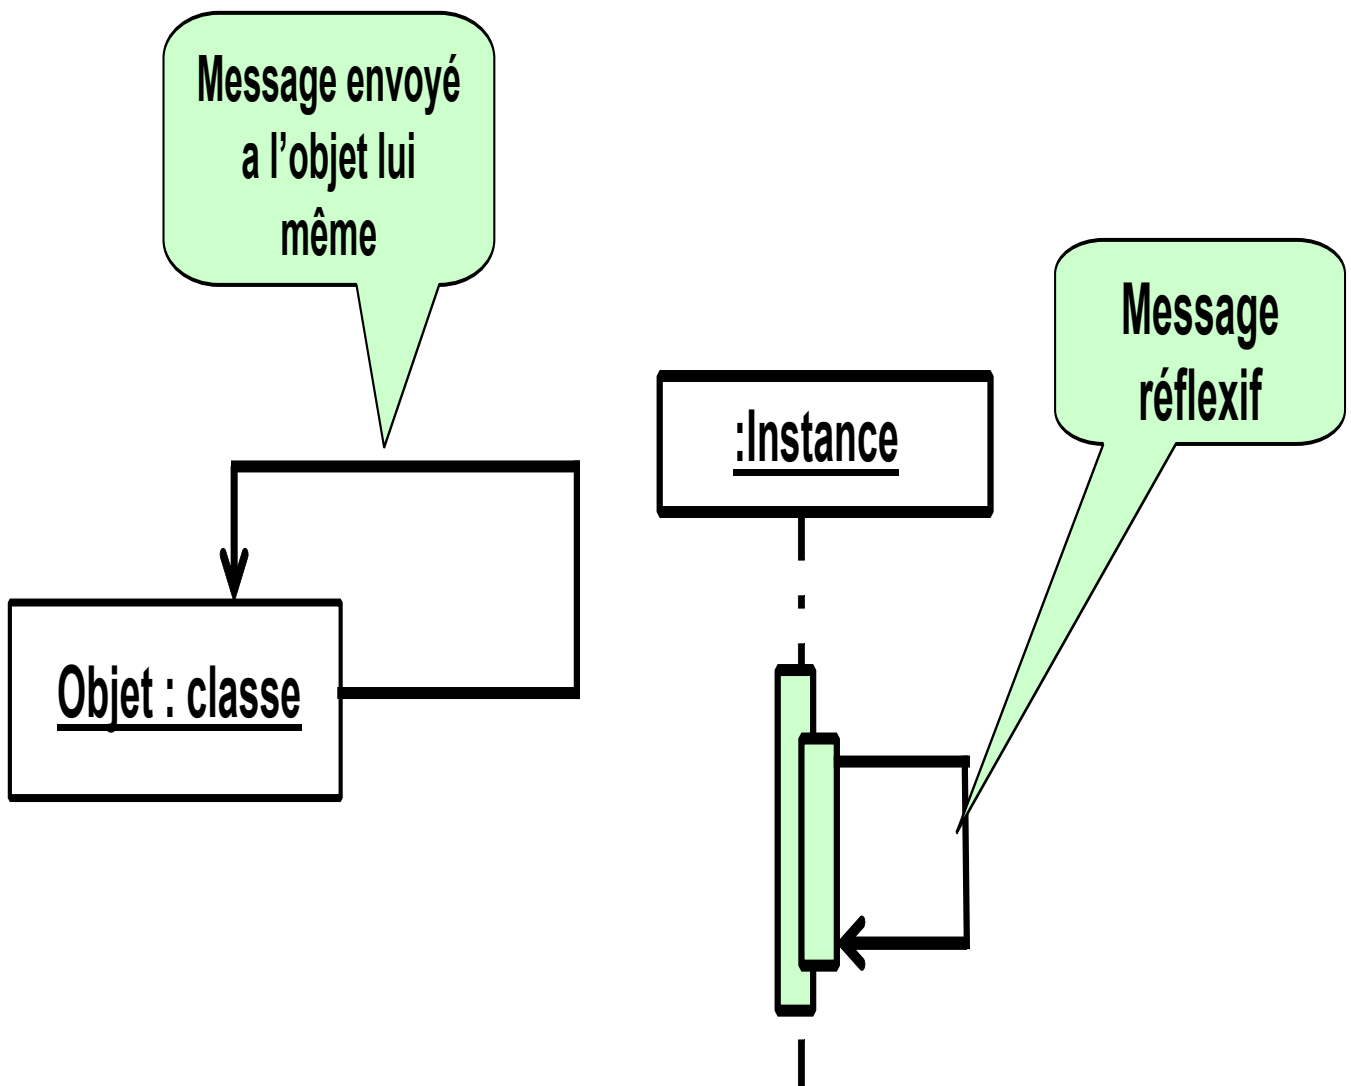 Message envoyé
a l’objet lui
même
Message
réflexif
:Instance
Objet : classe